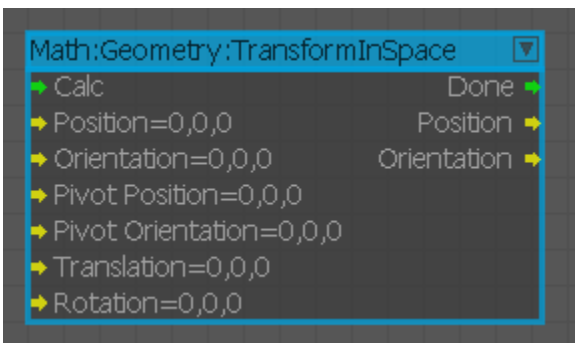 Math:Geometry:TransformInSpace
Calc Done
Position=0,0,0 Position
Orientation=0,0,0 Orientation
Pivot Position=0,0,0
Pivot Orientation=0,0,0
Translation=0,0,0
Rotation=0,0,0